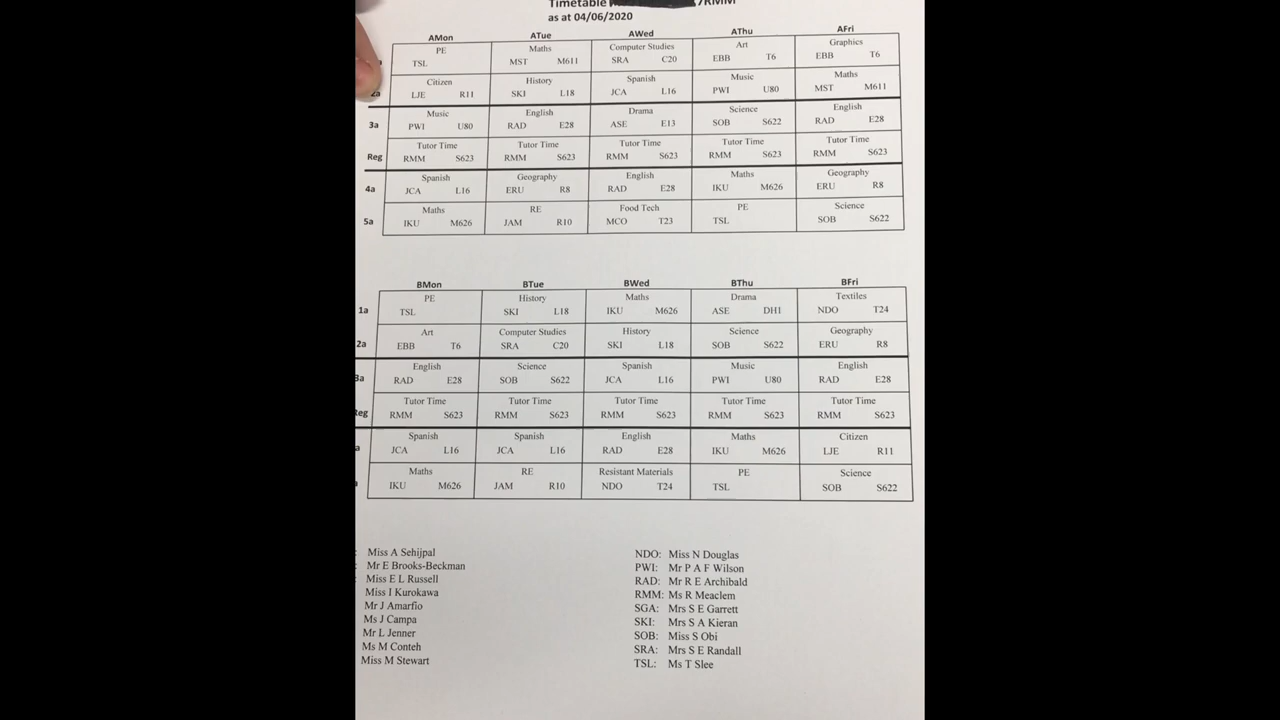 Timetable 7RMM
as at 04/06/2020
AMon ATue AWed AThu AFri
PE Maths Computer Studies Art Graphics
TSL MST M611 SRA C20 EBB T6 EBB T6
Citizen History Spanish Music Maths
2a LJE R11 SKI L18 JCA L16 PWI U80 MST M611
Music English Drama Science English
3a PWI U80 RAD E28 ASE E13 SOB S622 RAD E28
Tutor Time Tutor Time Tutor Time Tutor Time Tutor Time
Reg RMM S623 RMM S623 RMM S623 RMM S623 RMM S623
Spanish Geography English Maths Geography
4a JCA L16 ERU R8 RAD E28 IKU M626 ERU R8
Maths RE Food Tech PE Science
5a IKU M626 JAM R10 MCO T23 TSL SOB S622
BMon BTue BWed BThu BFri
PE History Maths Drama Textiles
1a TSL SKI L18 IKU M626 ASE DH1 NDO T24
Art Computer Studies History Science Geography
2a EBB T6 SRA C20 SKI L18 SOB S622 ERU R8
English Science Spanish Music English
3a RAD E28 SOB S622 JCA L16 PWI U80 RAD E28
Tutor Time Tutor Time Tutor Time Tutor Time Tutor Time
Reg RMM S623 RMM S623 RMM S623 RMM S623 RMM S623
Spanish Spanish English Maths Citizen
a JCA L16 JCA L16 RAD E28 IKU M626 LJE R11
Maths RE Resistant Materials PE Science
IKU M626 JAM R10 NDO T24 TSL SOB S622
Miss A Sehijpal NDO: Miss N Douglas
Mr E Brooks-Beckman PWI: Mr P A F Wilson
Miss E L Russell RAD: Mr R E Archibald
Miss I Kurokawa RMM: Ms R Meaclem
Mr J Amarfio SGA: Mrs S E Garrett
Ms J Campa SKI: Mrs S A Kieran
Mr L Jenner SOB: Miss S Obi
Ms M Conteh SRA: Mrs S E Randall
Miss M Stewart TSL: Ms T Slee